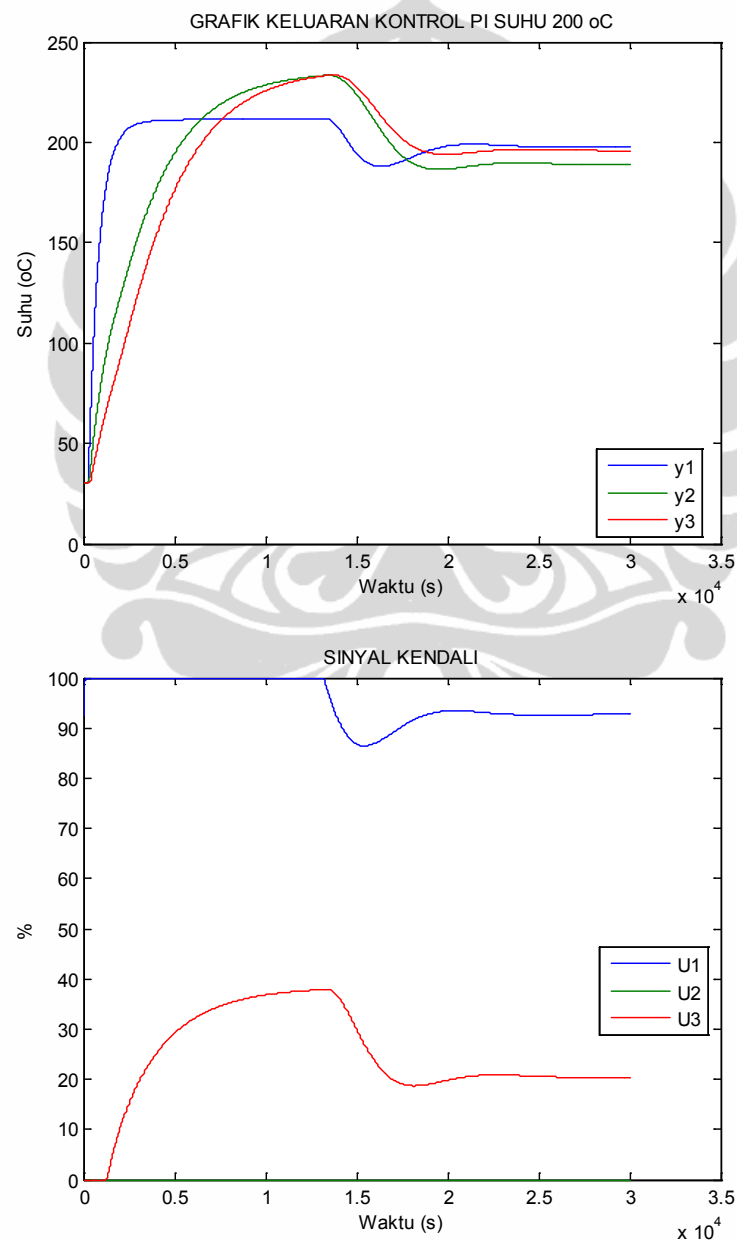 GRAFIK KELUARAN KONTROL PI SUHU 200 oC
250
200
150
100
50
0
Suhu (oC)
y1
y2
y3
0 0.5 1 1.5 2 2.5 3 3.5
Waktu (s)
x 10^4
SINYAL KENDALI
100
90
80
70
60
50
40
30
20
10
0
%
U1
U2
U3
0 0.5 1 1.5 2 2.5 3 3.5
Waktu (s)
x 10^4